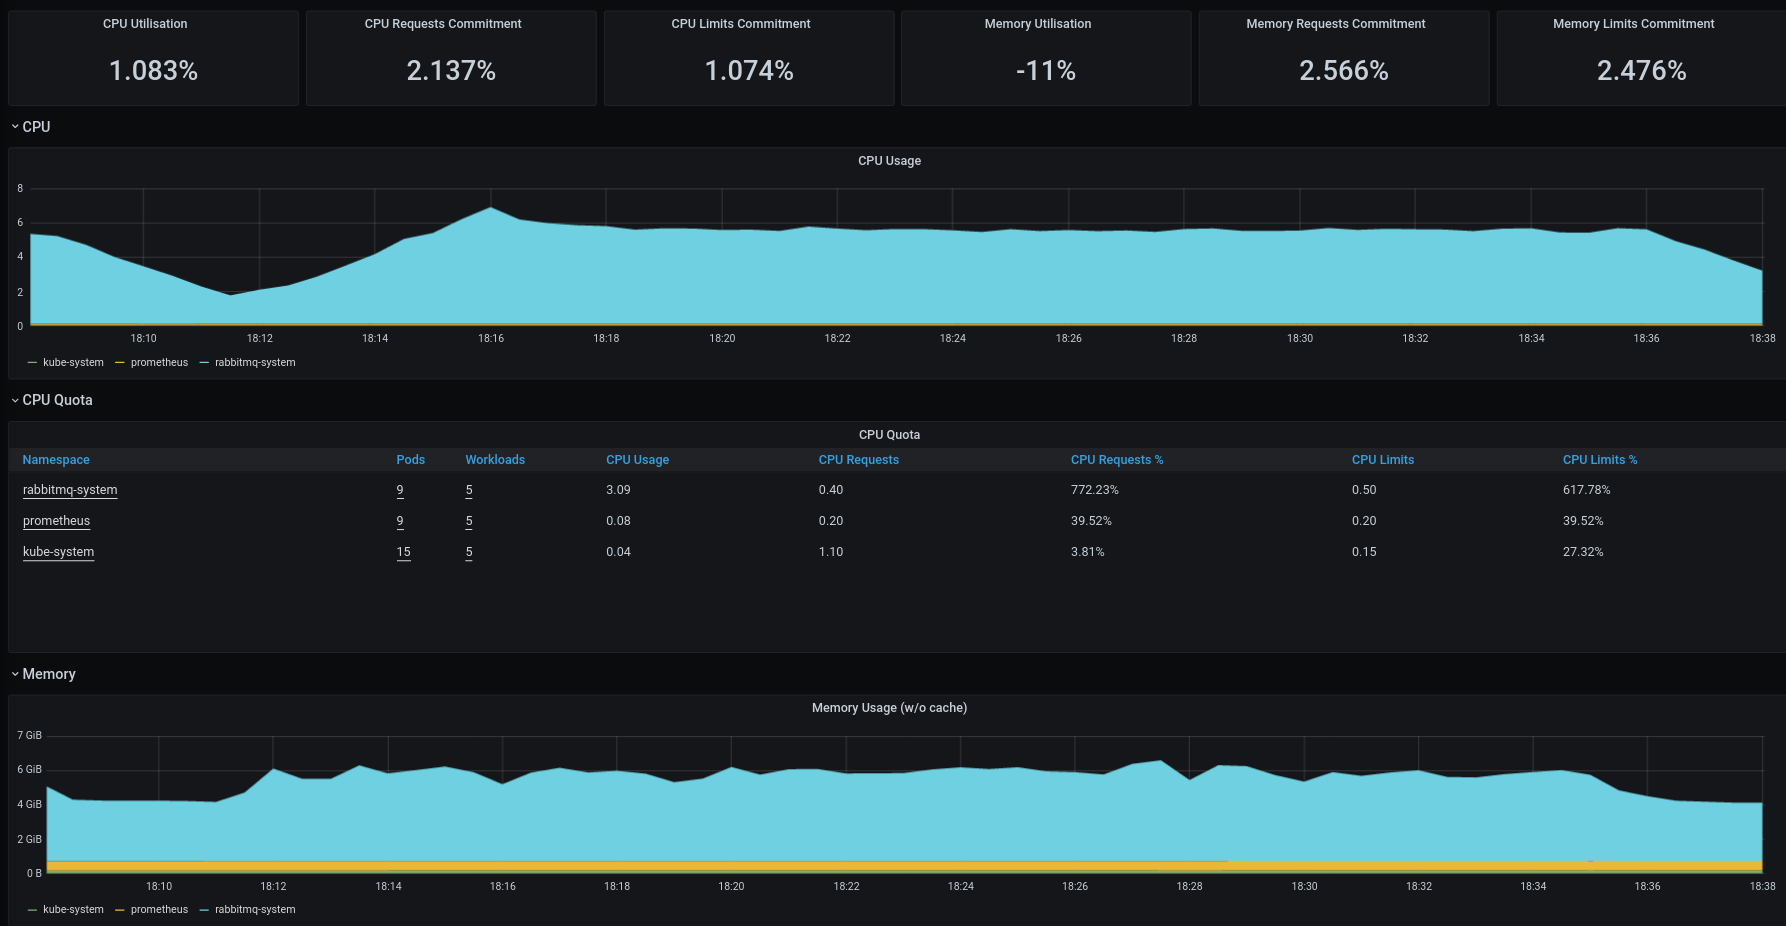 CPU Utilisation CPU Requests Commitment CPU Limits Commitment Memory Utilisation Memory Requests Commitment Memory Limits Commitment
1.083% 2.137% 1.074% -11% 2.566% 2.476%
CPU
CPU Usage
8
6
4
2
0
18:10 18:12 18:14 18:16 18:18 18:20 18:22 18:24 18:26 18:28 18:30 18:32 18:34 18:36 18:38
kube-system prometheus rabbitmq-system
CPU Quota
CPU Quota
Namespace Pods Workloads CPU Usage CPU Requests CPU Requests % CPU Limits CPU Limits %
rabbitmq-system 9 5 3.09 0.40 772.23% 0.50 617.78%
prometheus 9 5 0.08 0.20 39.52% 0.20 39.52%
kube-system 15 5 0.04 1.10 3.81% 0.15 27.32%
Memory
Memory Usage (w/o cache)
7 GiB
6 GiB
4 GiB
2 GiB
0 B
18:10 18:12 18:14 18:16 18:18 18:20 18:22 18:24 18:26 18:28 18:30 18:32 18:34 18:36 18:38
kube-system prometheus rabbitmq-system